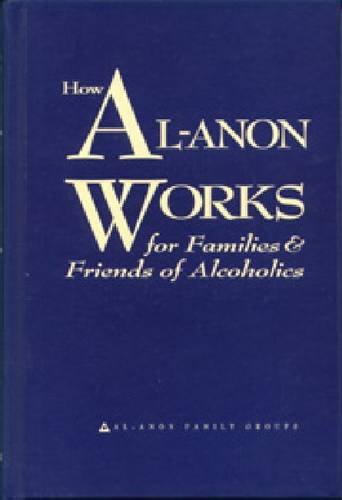 How
AL-ANON
WORKS
for Families &
Friends of Alcoholics
AL-ANON FAMILY GROUPS